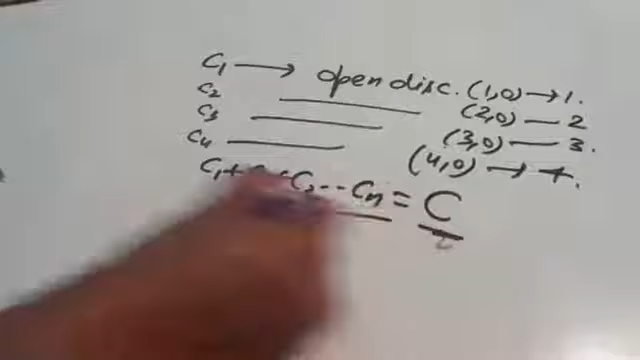 C1 → open disc. (1,0) → 1.
C2 —— (2,0) — 2
C3 —— (3,0) — 3.
C4 —— (4,0) → 4.
C1 + ... Cn = C